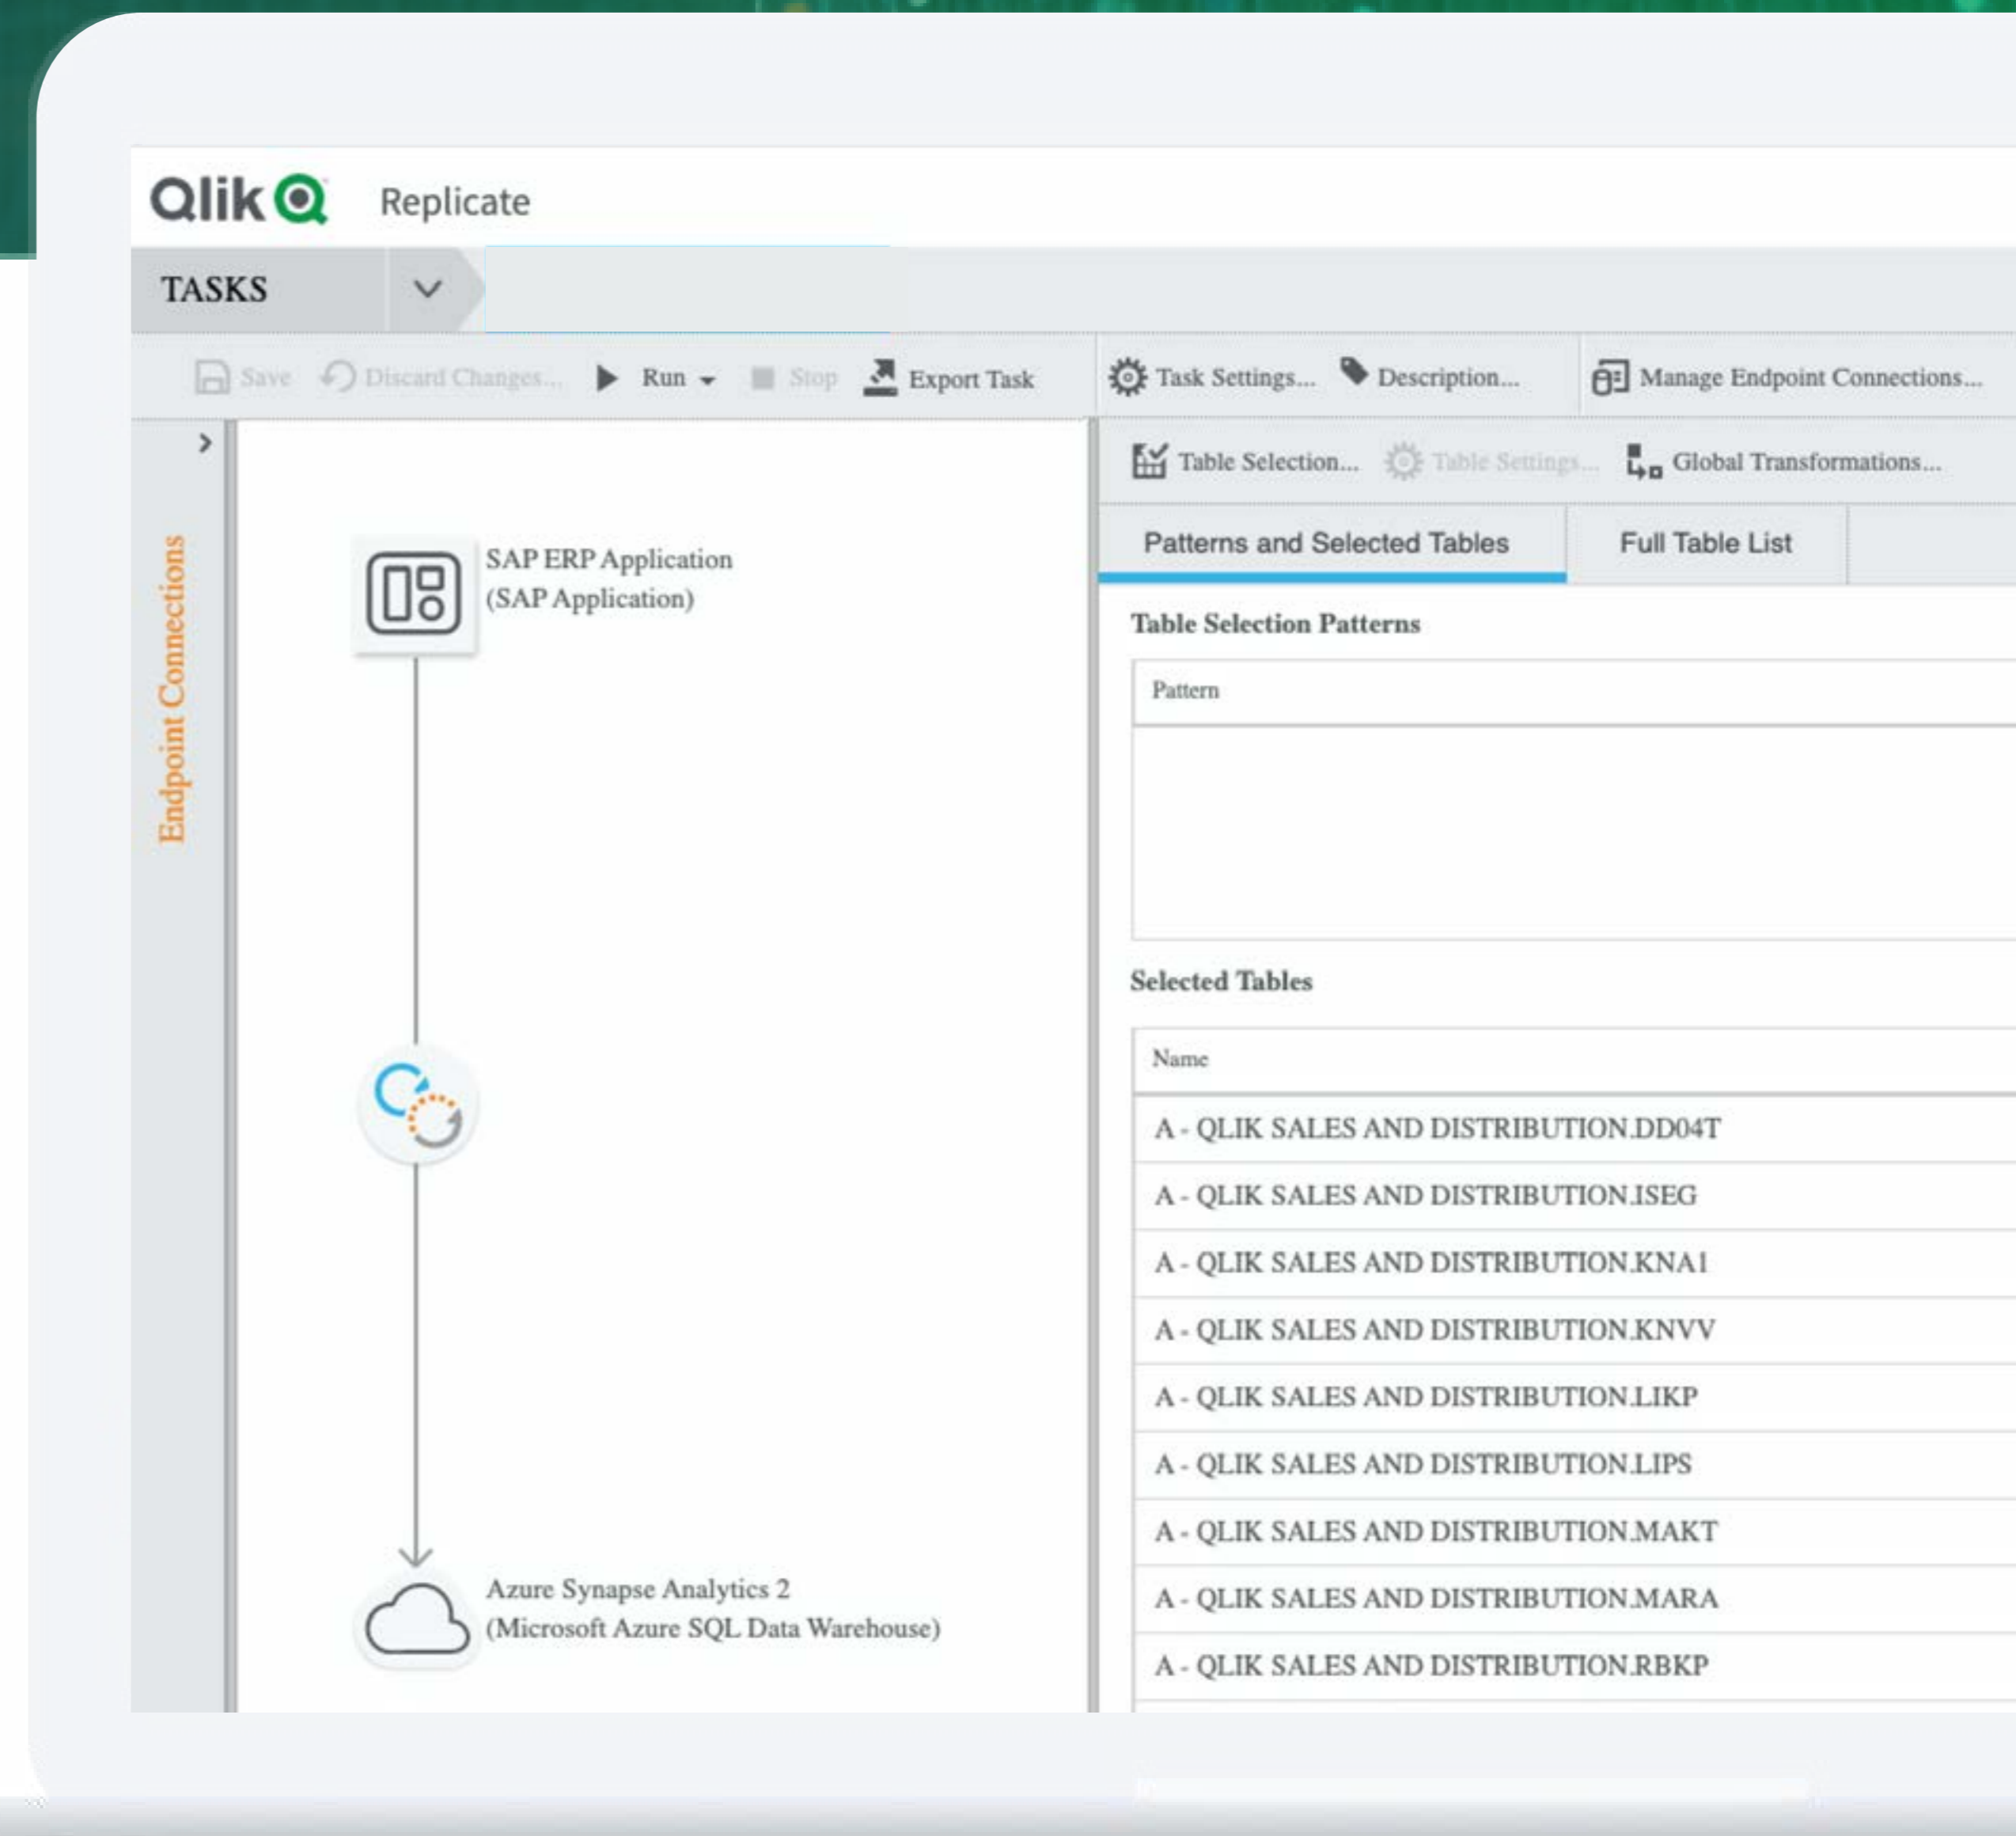 Qlik Replicate
TASKS
Save Discard Changes... Run Stop Export Task Task Settings... Description... Manage Endpoint Connections...
Table Selection... Table Settings... Global Transformations...
Endpoint Connections
Patterns and Selected Tables Full Table List
SAP ERP Application
(SAP Application)
Table Selection Patterns
Pattern
Selected Tables
Name
A - QLIK SALES AND DISTRIBUTION.DD04T
A - QLIK SALES AND DISTRIBUTION.ISEG
A - QLIK SALES AND DISTRIBUTION.KNA1
A - QLIK SALES AND DISTRIBUTION.KNVV
A - QLIK SALES AND DISTRIBUTION.LIKP
A - QLIK SALES AND DISTRIBUTION.LIPS
A - QLIK SALES AND DISTRIBUTION.MAKT
A - QLIK SALES AND DISTRIBUTION.MARA
A - QLIK SALES AND DISTRIBUTION.RBKP
Azure Synapse Analytics 2
(Microsoft Azure SQL Data Warehouse)